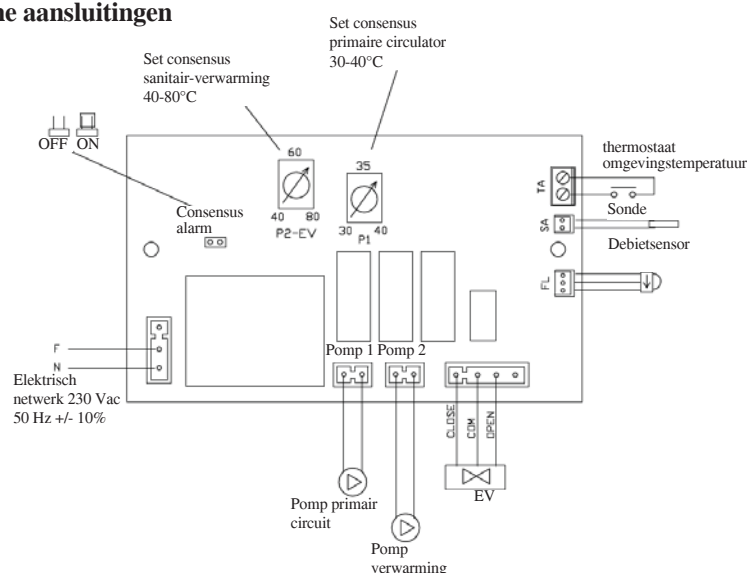 ne aansluitingen
Set consensus
primaire circulator
30-40°C
Set consensus
sanitair-verwarming
40-80°C
OFF ON
60
35
40 80
30 40
P2-EV
P1
Consensus
alarm
thermostaat
omgevingstemperatuur
TA
Sonde
SA
Debietsensor
FL
F
N
Elektrisch
netwerk 230 Vac
50 Hz +/- 10%
Pomp 1 Pomp 2
CLOSE
COM
OPEN
EV
Pomp primair
circuit
Pomp
verwarming